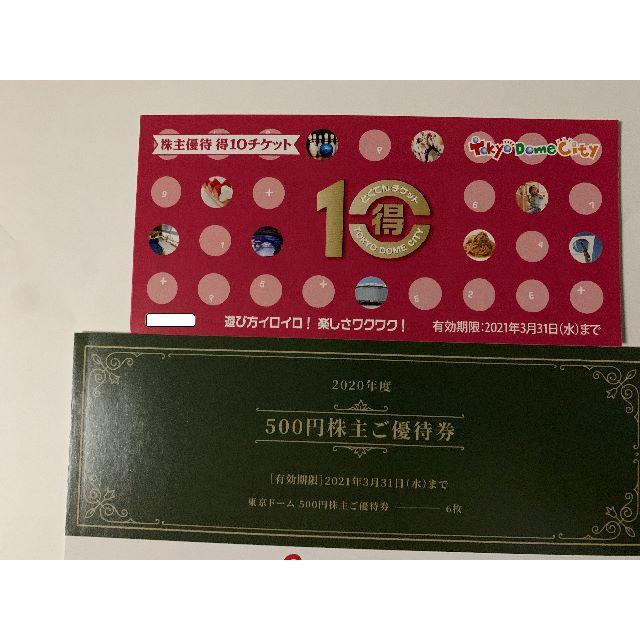 株主優待 得10チケット
Tokyo Dome City
とくてんチケット
10
得
TOKYO DOME CITY
遊び方イロイロ! 楽しさワクワク!
有効期限:2021年3月31日(水)まで
2020年度
500円株主ご優待券
[有効期限]2021年3月31日(水)まで
東京ドーム 500円株主ご優待券 ――― 6枚